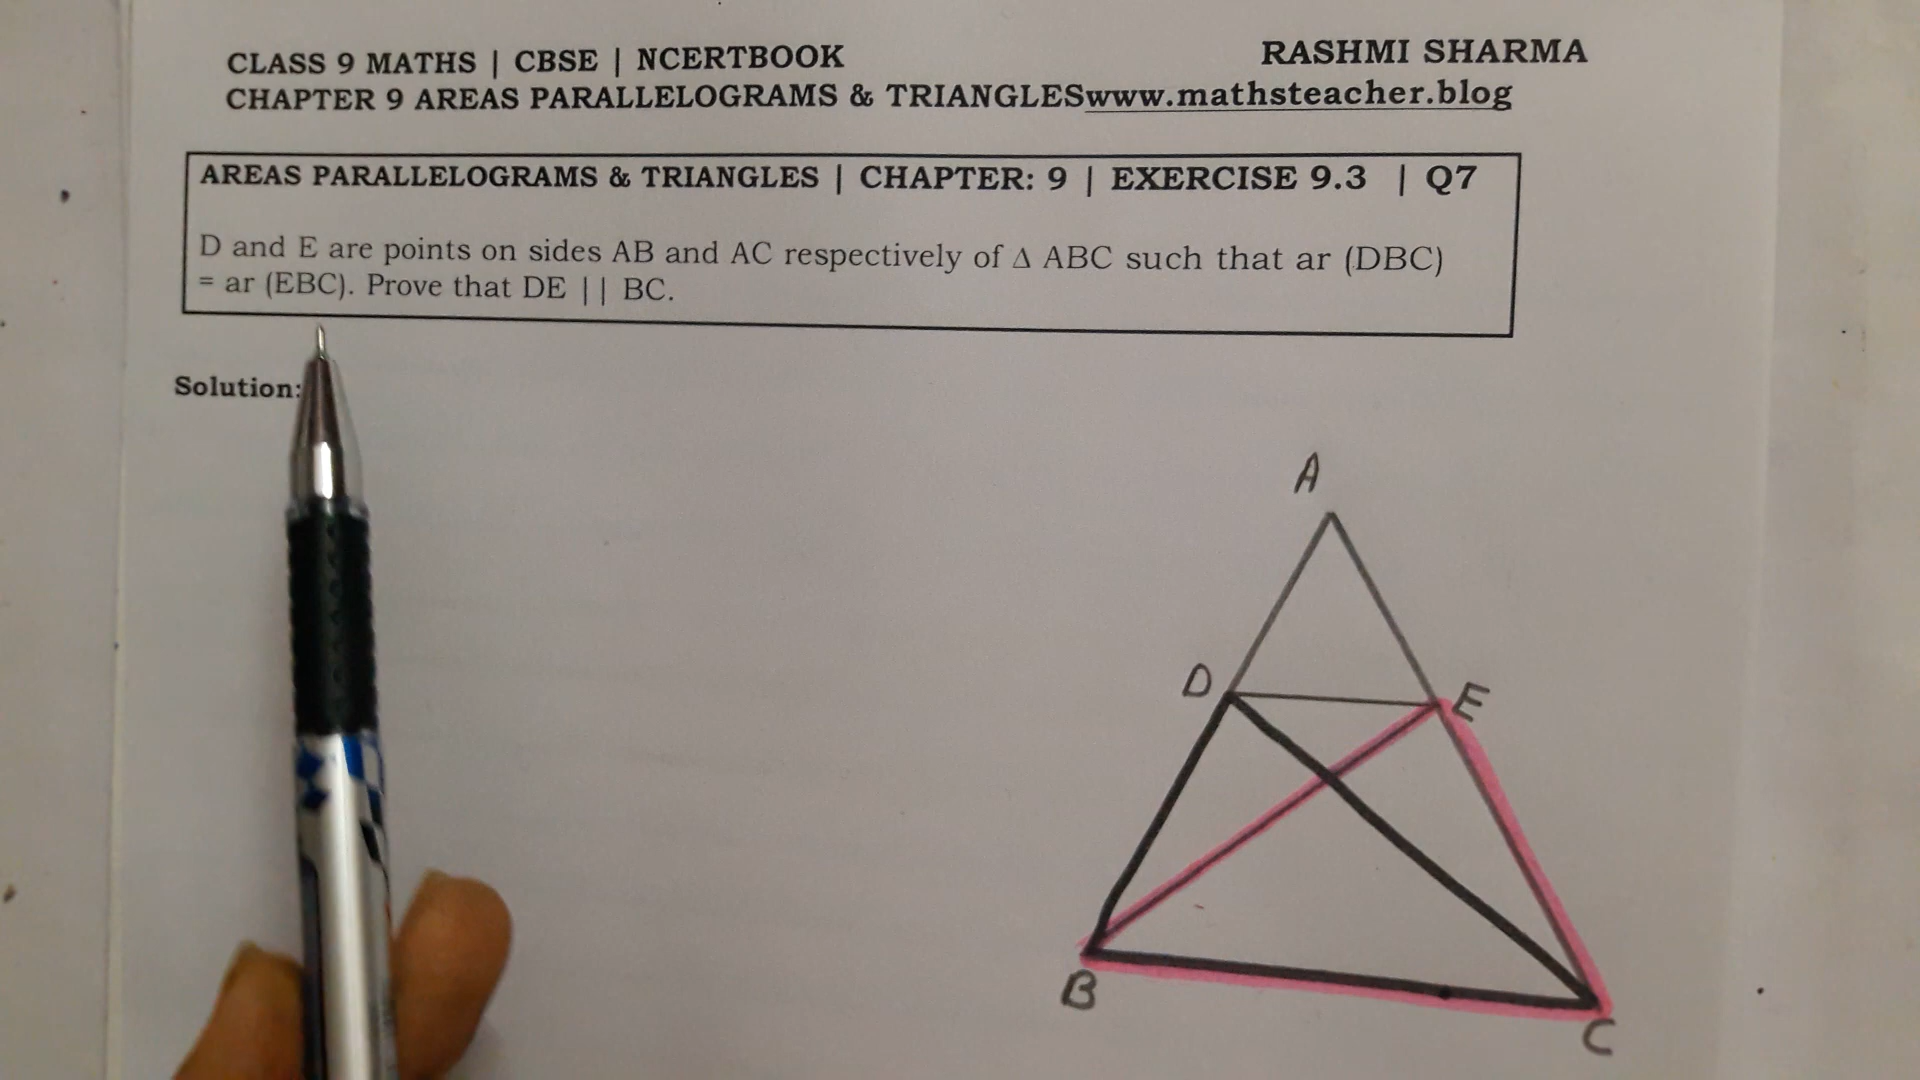 CLASS 9 MATHS | CBSE | NCERTBOOK RASHMI SHARMA
CHAPTER 9 AREAS PARALLELOGRAMS & TRIANGLESwww.mathsteacher.blog
AREAS PARALLELOGRAMS & TRIANGLES | CHAPTER: 9 | EXERCISE 9.3 | Q7
D and E are points on sides AB and AC respectively of Δ ABC such that ar (DBC)
= ar (EBC). Prove that DE || BC.
Solution:
A
D
E
B
C